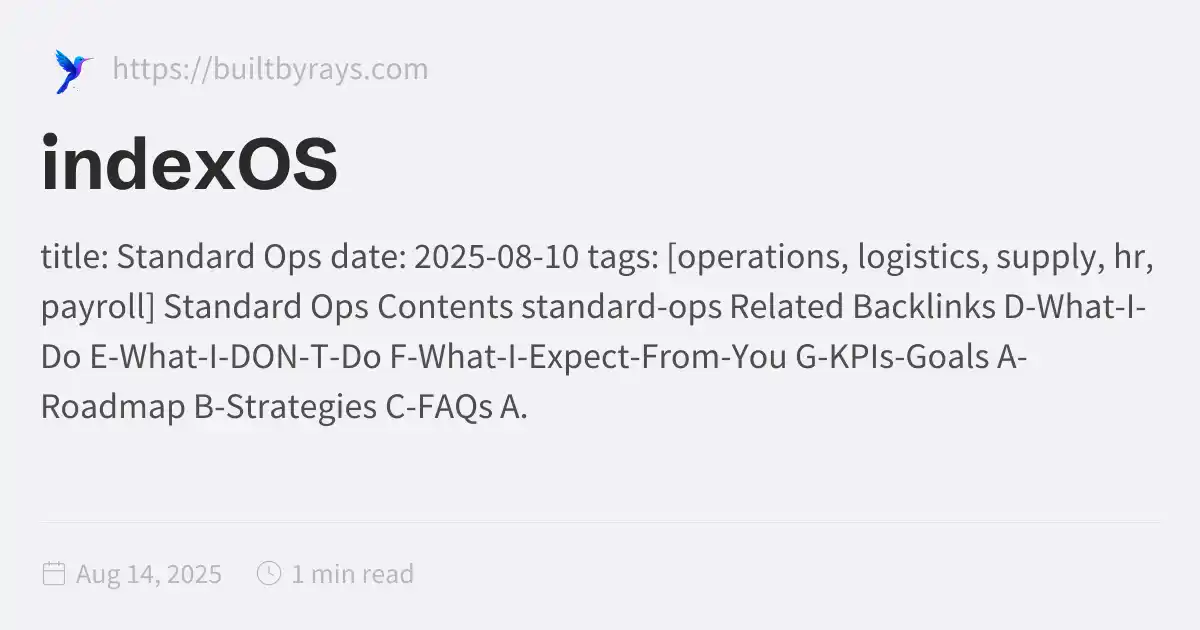 https://builtbyrays.com
indexOS
title: Standard Ops date: 2025-08-10 tags: [operations, logistics, supply, hr,
payroll] Standard Ops Contents standard-ops Related Backlinks D-What-I-
Do E-What-I-DON-T-Do F-What-I-Expect-From-You G-KPIs-Goals A-
Roadmap B-Strategies C-FAQs A.
Aug 14, 2025 1 min read